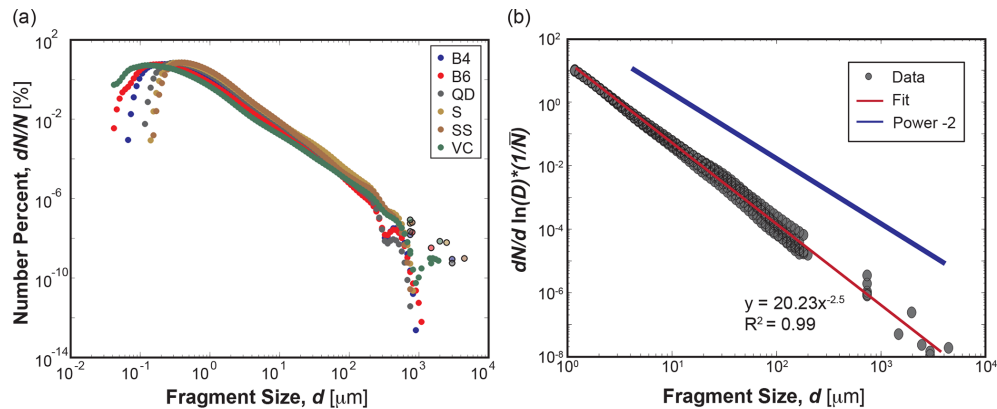 (a)
Number Percent, dN/N [%]
10^2
10^-2
10^-6
10^-10
10^-14
10^-2
10^-1
10^0
10^1
10^2
10^3
10^4
Fragment Size, d [μm]
B4
B6
QD
S
SS
VC
(b)
dN/d ln(D)*(1/N̅)
10^2
10^0
10^-2
10^-4
10^-6
10^-8
10^0
10^1
10^2
10^3
10^4
Fragment Size, d [μm]
Data
Fit
Power -2
y = 20.23x^-2.5
R^2 = 0.99